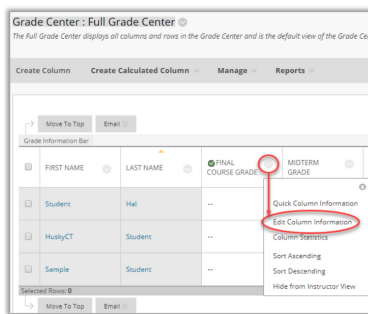 Grade Center : Full Grade Center
The Full Grade Center displays all columns and rows in the Grade Center and is the default view of the Grade Ce
Create Column Create Calculated Column Manage Reports
Move To Top Email
Grade Information Bar
FIRST NAME LAST NAME FINAL COURSE GRADE MIDTERM GRADE
Student Hal --
HuskyCT Student --
Sample Student --
Quick Column Information
Edit Column Information
Column Statistics
Sort Ascending
Sort Descending
Hide from Instructor View
Selected Rows: 0
Move To Top Email